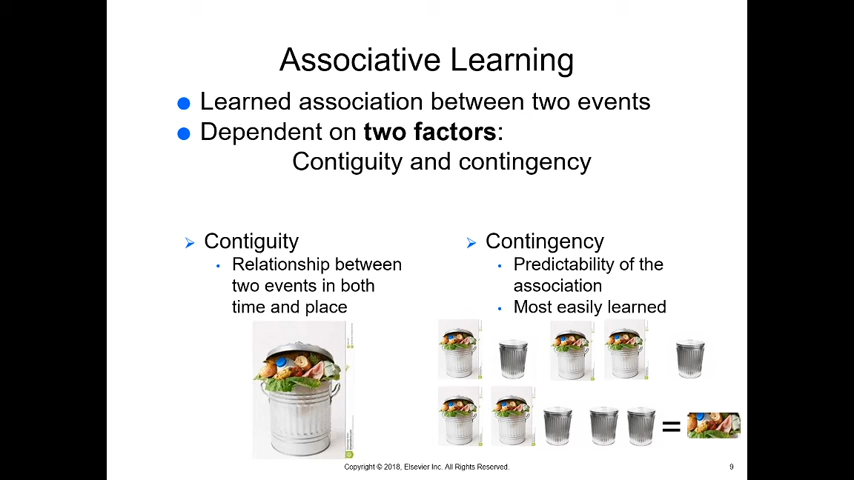 Associative Learning
Learned association between two events
Dependent on two factors:
Contiguity and contingency
Contiguity
Relationship between
two events in both
time and place
Contingency
Predictability of the
association
Most easily learned
=
Copyright © 2018, Elsevier Inc. All Rights Reserved.
9